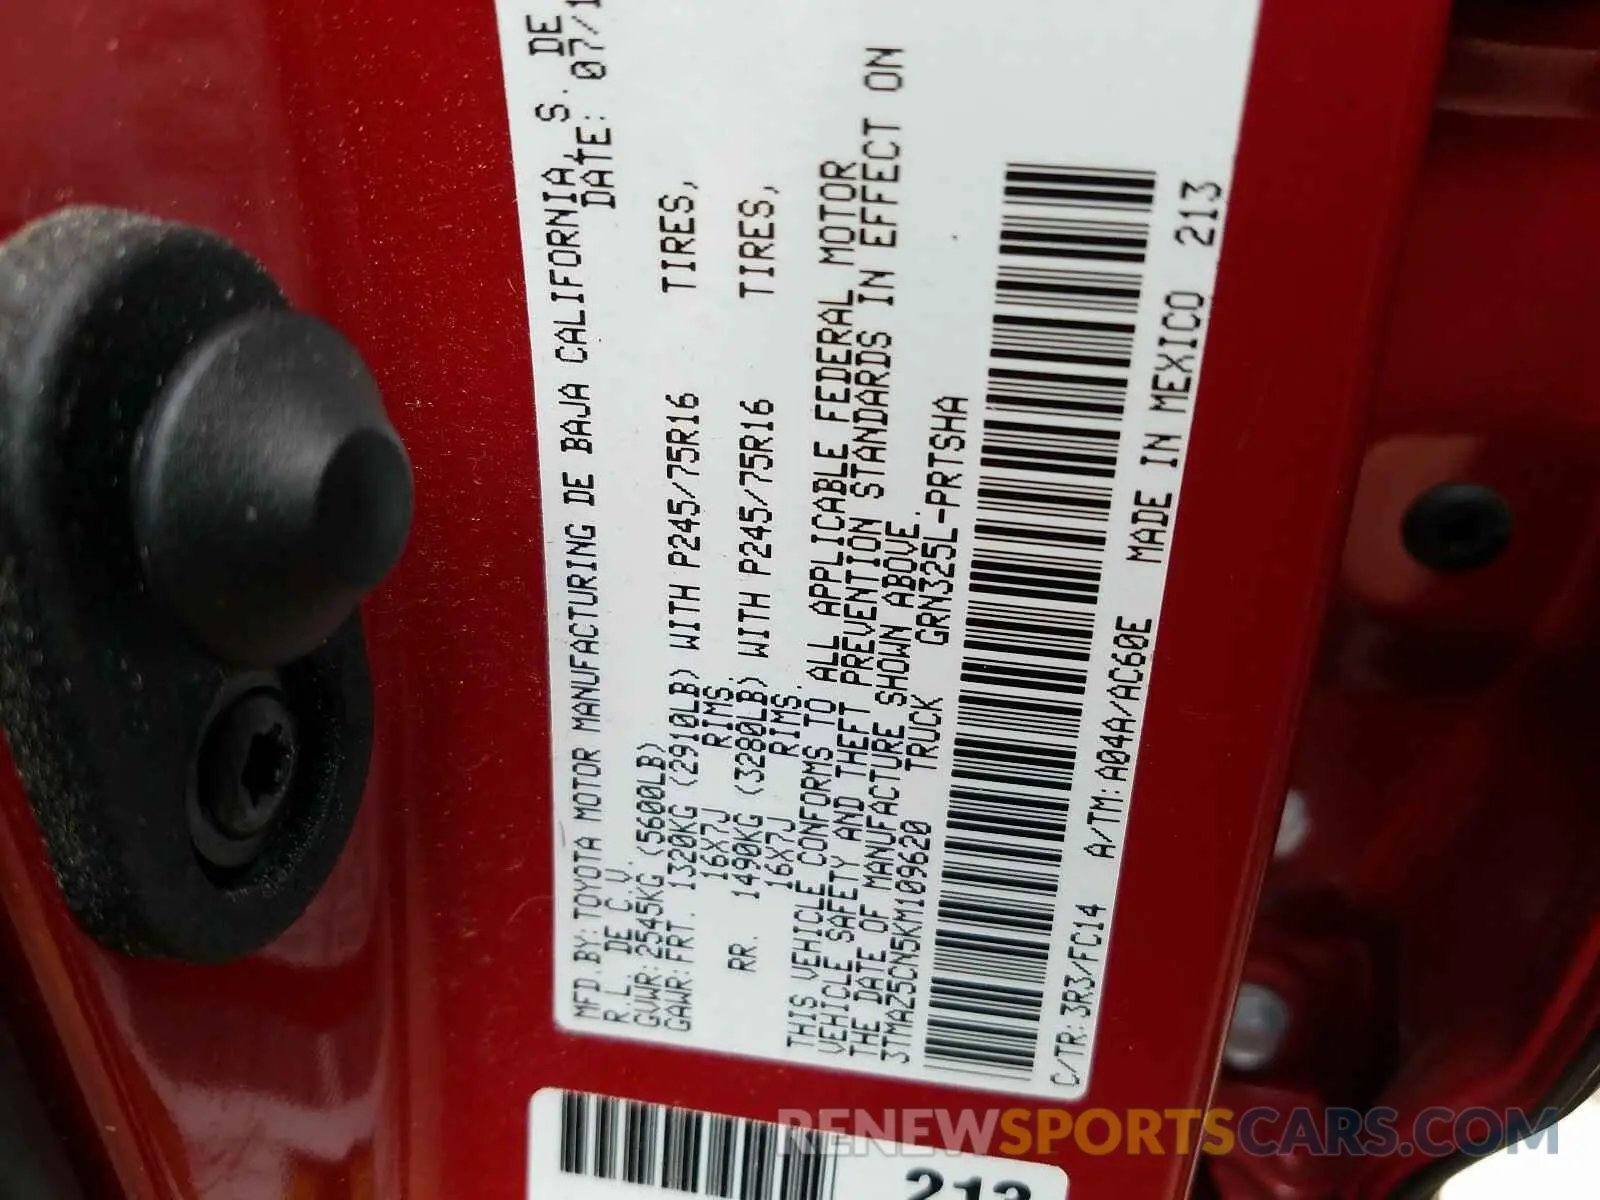 MFD.BY:TOYOTA MOTOR MANUFACTURING DE BAJA CALIFORNIA, S. DE
R.L. DE C.V. DATE: 07/1
GVWR:2545KG (5600LB)
GAWR:FRT. 1320KG (2910LB) WITH P245/75R16 TIRES,
16X7J RIMS.
RR. 1490KG (3280LB) WITH P245/75R16 TIRES,
16X7J RIMS.
THIS VEHICLE CONFORMS TO ALL APPLICABLE FEDERAL MOTOR
VEHICLE SAFETY AND THEFT PREVENTION STANDARDS IN EFFECT ON
THE DATE OF MANUFACTURE SHOWN ABOVE.
3TMAZ5CN5KM109620 TRUCK GRN325L-PRTSHA
C/TR:3R3/FC14 A/TM:A04A/AC60E MADE IN MEXICO 213
213
RENEWSPORTSCARS.COM